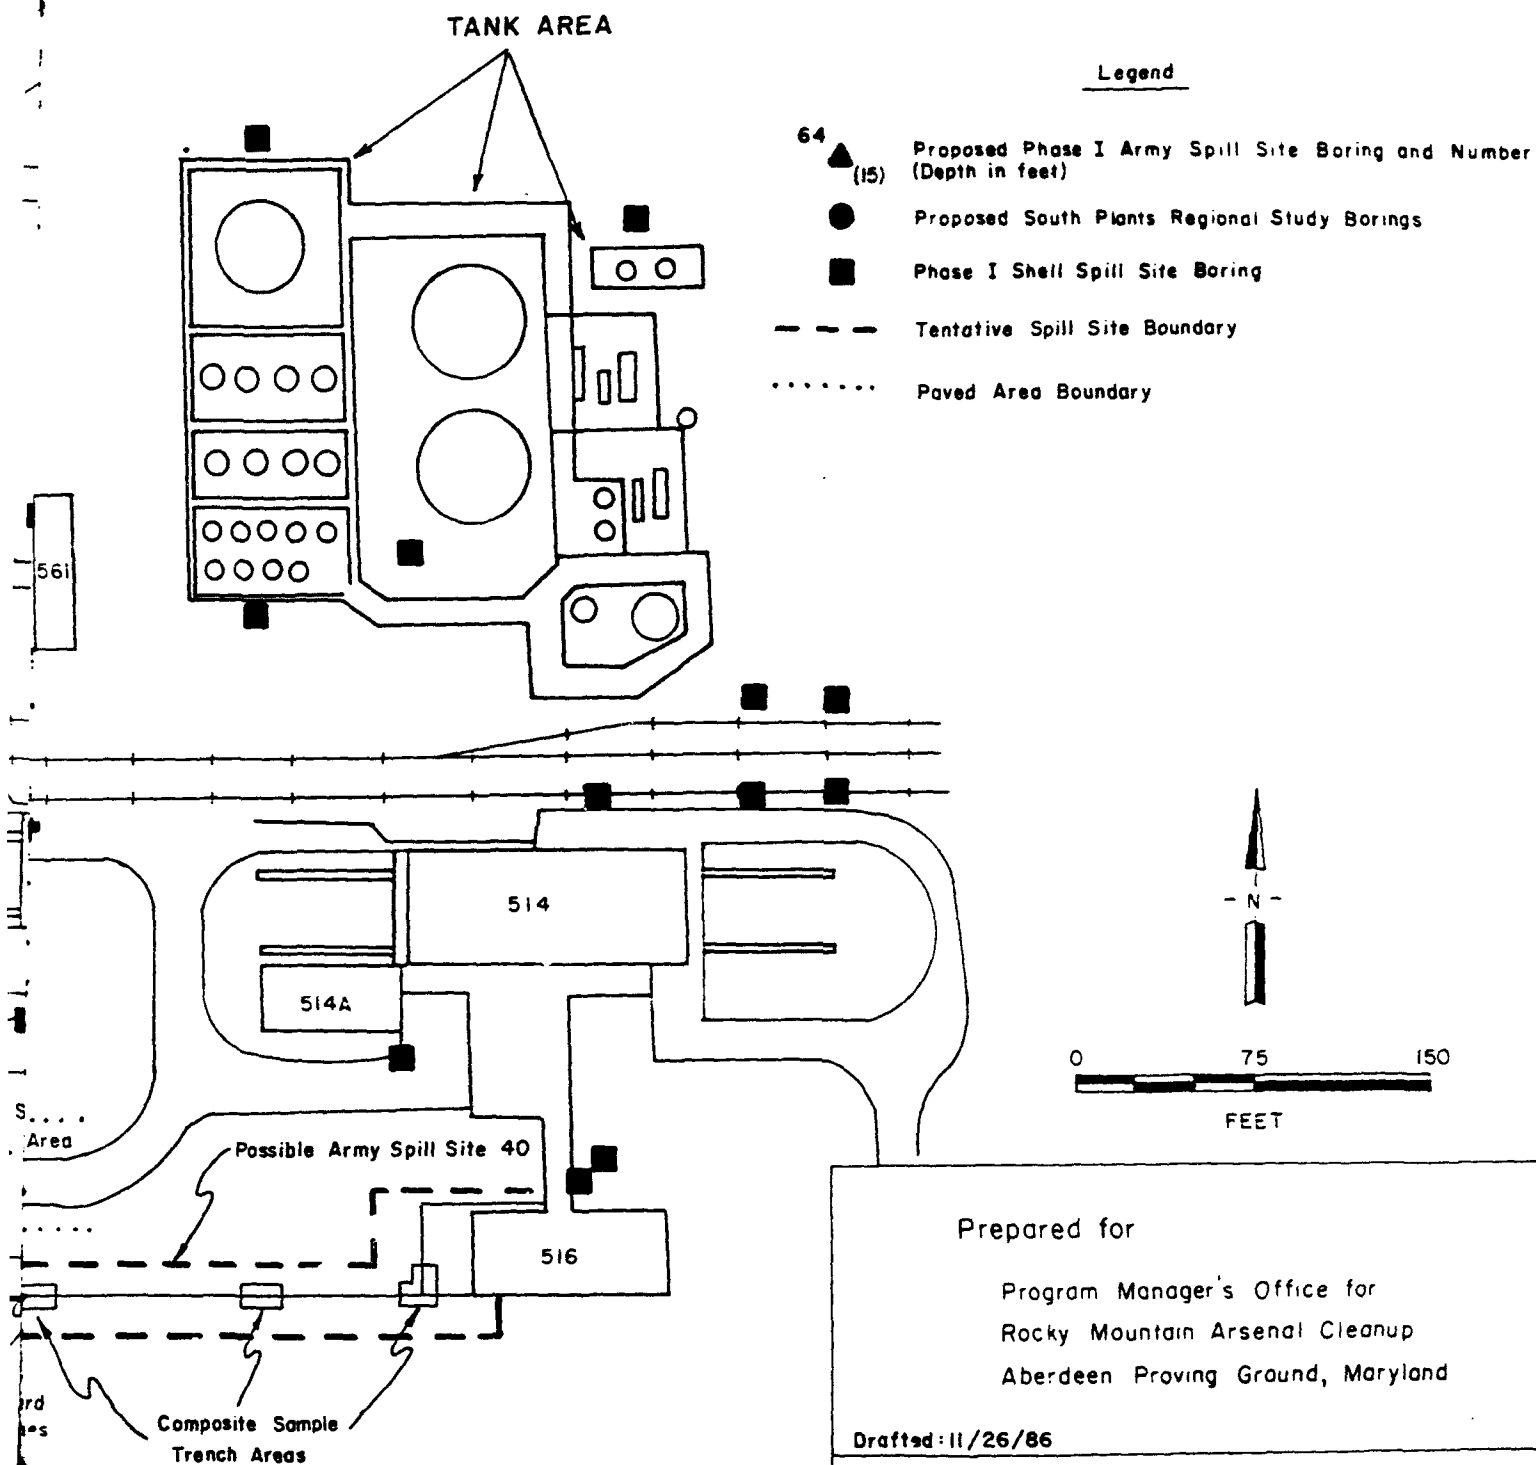 TANK AREA
Legend
64
(15)
Proposed Phase I Army Spill Site Boring and Number
(Depth in feet)
Proposed South Plants Regional Study Borings
Phase I Shell Spill Site Boring
Tentative Spill Site Boundary
Paved Area Boundary
561
514
514A
- N -
0 75 150
FEET
S
Area
Possible Army Spill Site 40
516
Composite Sample
Trench Areas
Prepared for
Program Manager's Office for
Rocky Mountain Arsenal Cleanup
Aberdeen Proving Ground, Maryland
Drafted: 11/26/86